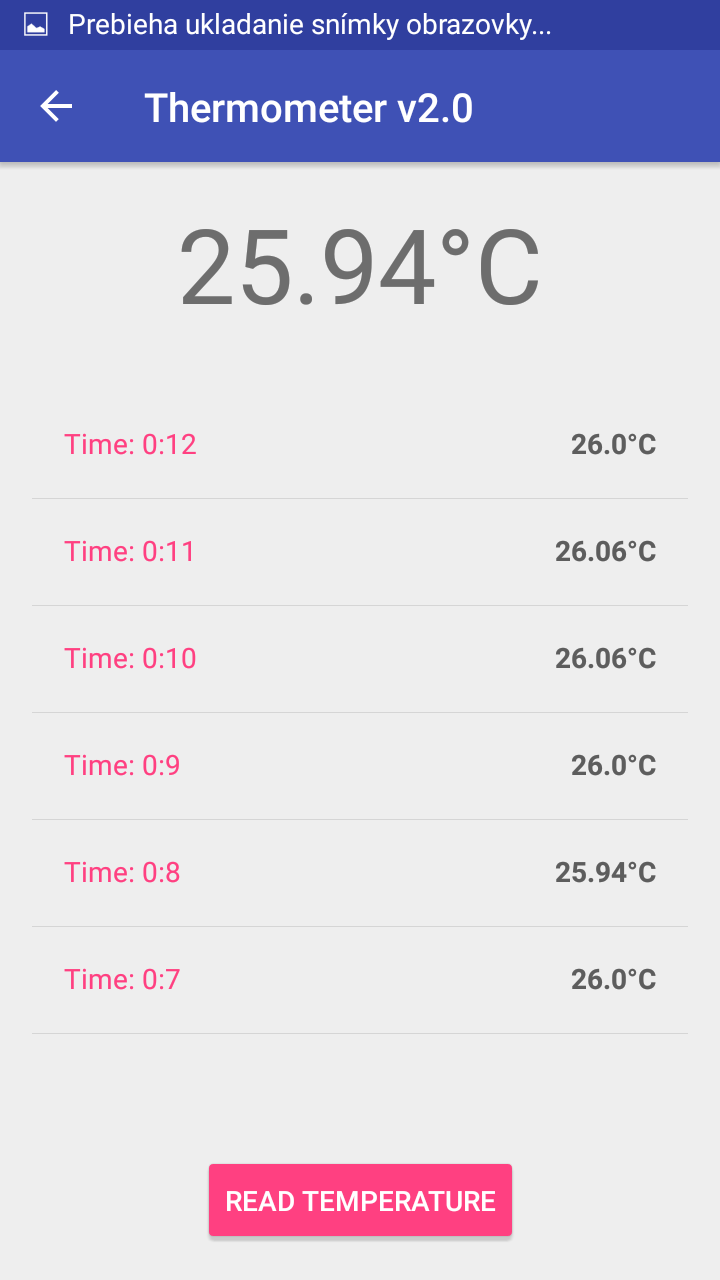 Prebieha ukladanie snímky obrazovky...
Thermometer v2.0
25.94°C
Time: 0:12 26.0°C
Time: 0:11 26.06°C
Time: 0:10 26.06°C
Time: 0:9 26.0°C
Time: 0:8 25.94°C
Time: 0:7 26.0°C
READ TEMPERATURE